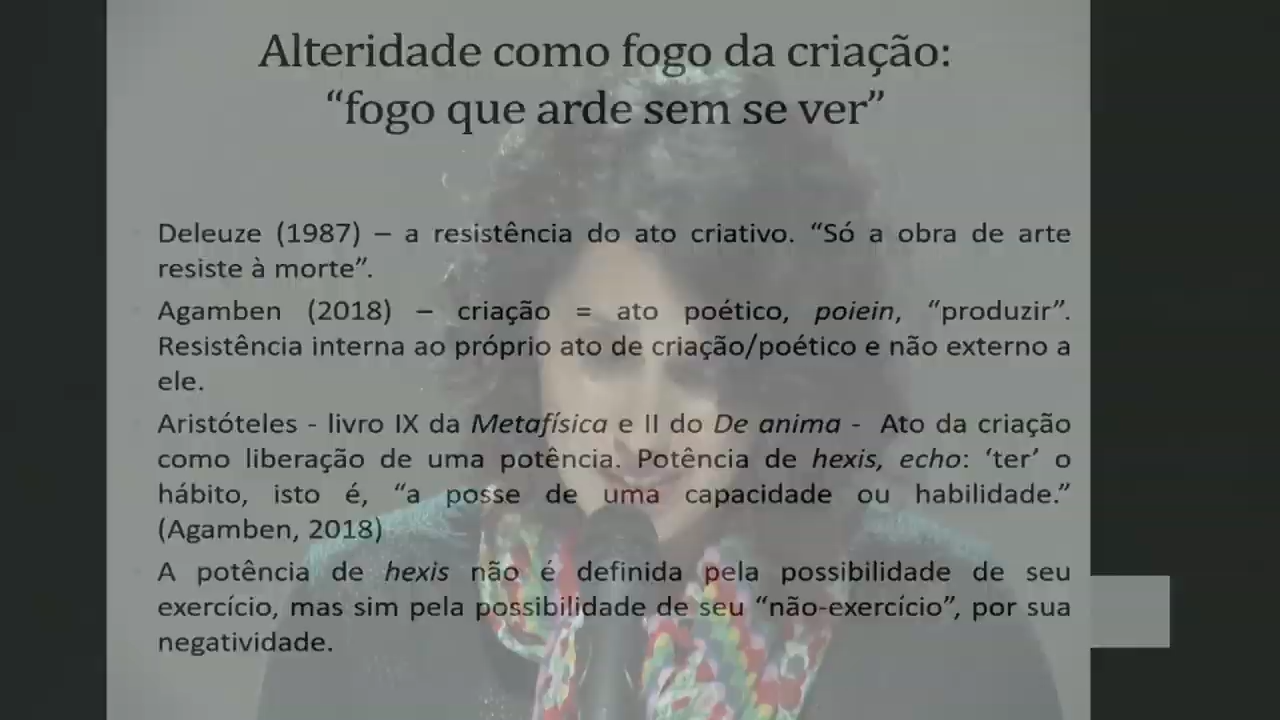 Alteridade como fogo da criação:
“fogo que arde sem se ver”
Deleuze (1987) – a resistência do ato criativo. “Só a obra de arte
resiste à morte”.
Agamben (2018) – criação = ato poético, poiein, “produzir”.
Resistência interna ao próprio ato de criação/poético e não externo a
ele.
Aristóteles - livro IX da Metafísica e II do De anima - Ato da criação
como liberação de uma potência. Potência de hexis, echo: ‘ter’ o
hábito, isto é, “a posse de uma capacidade ou habilidade.”
(Agamben, 2018)
A potência de hexis não é definida pela possibilidade de seu
exercício, mas sim pela possibilidade de seu “não-exercício”, por sua
negatividade.